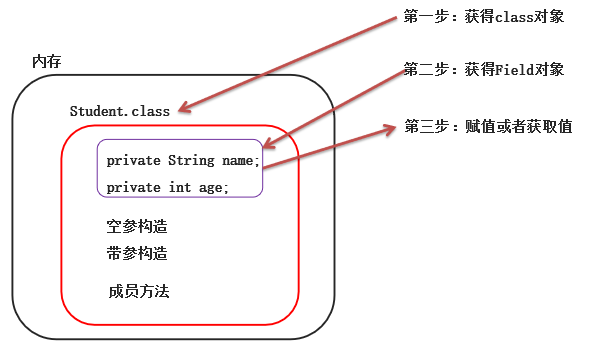 第一步：获得class对象
内存
第二步：获得Field对象
Student.class
第三步：赋值或者获取值
private String name;
private int age;
空参构造
带参构造
成员方法